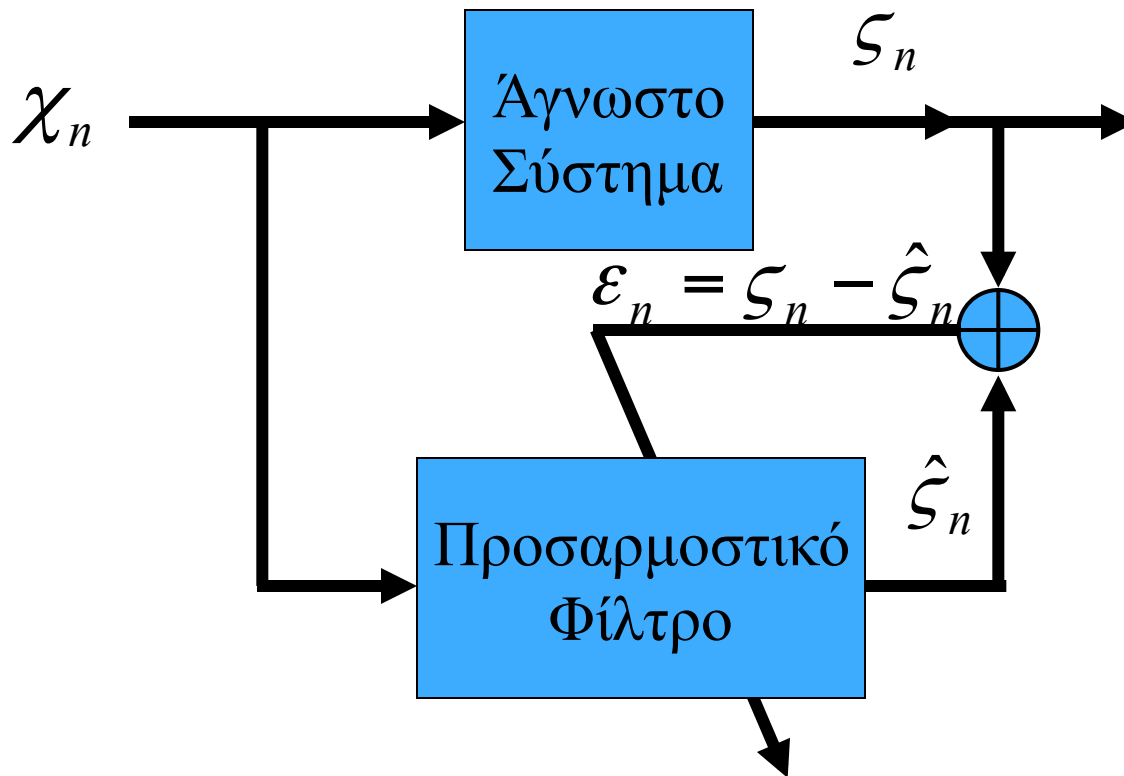 χn
Άγνωστο
Σύστημα
ςn
εn = ςn − ς̂n
Προσαρμοστικό
Φίλτρο
ς̂n